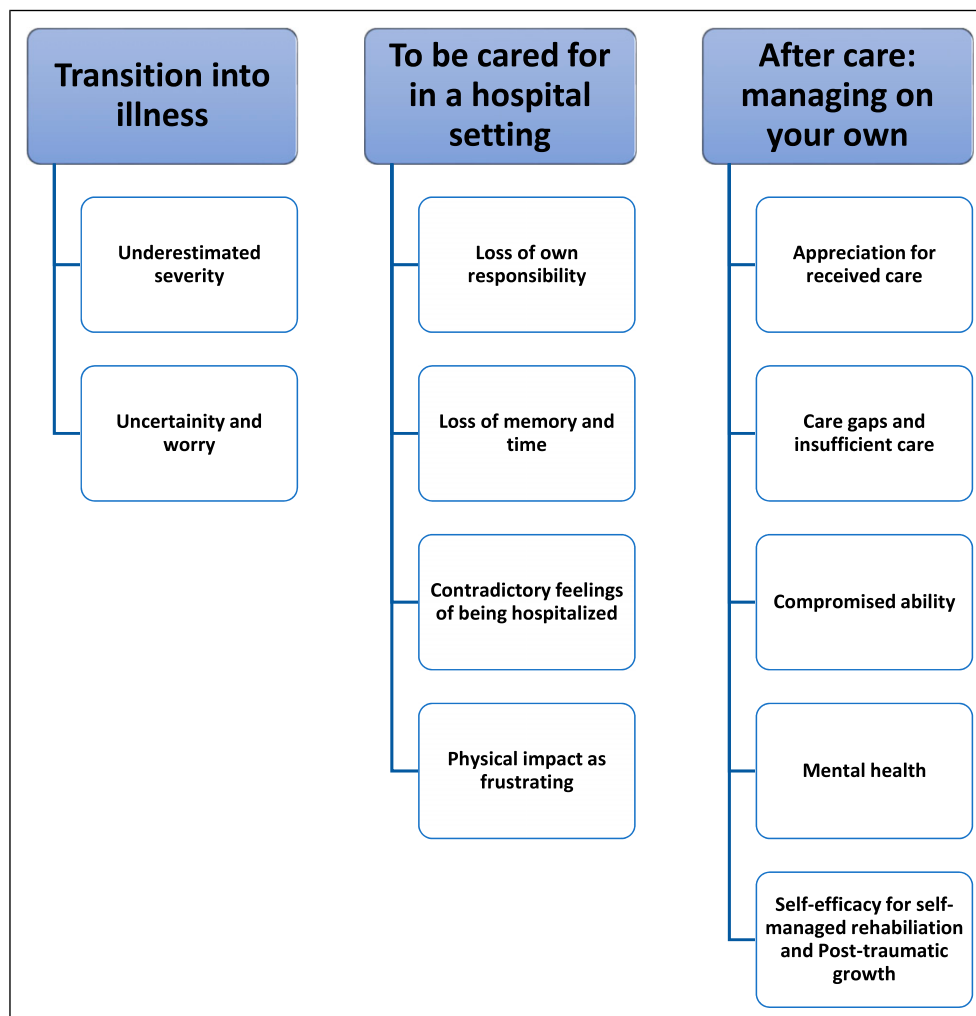 Transition into
illness
Underestimated
severity
Uncertainity and
worry
To be cared for
in a hospital
setting
Loss of own
responsibility
Loss of memory and
time
Contradictory feelings
of being hospitalized
Physical impact as
frustrating
After care:
managing on
your own
Appreciation for
received care
Care gaps and
insufficient care
Compromised ability
Mental health
Self-efficacy for self-
managed rehabiliation
and Post-traumatic
growth